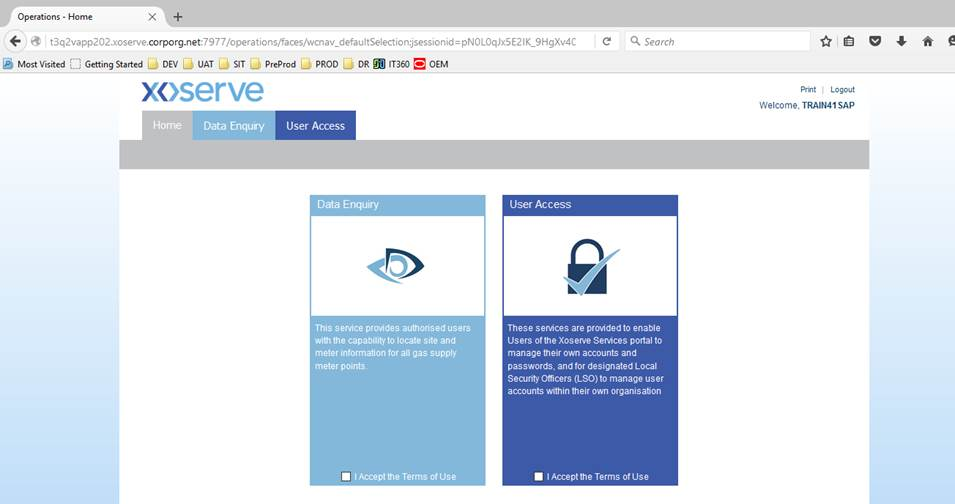 Operations - Home
t3q2vapp202.xoserve.corporg.net:7977/operations/faces/wcnav_defaultSelection;jsessionid=pN0L0qJx5E2IK_9HgXv4C
Search
Most Visited Getting Started DEV UAT SIT PreProd PROD DR IT360 OEM
xoserve
Print | Logout
Welcome, TRAIN41SAP
Home Data Enquiry User Access
Data Enquiry
This service provides authorised users
with the capability to locate site and
meter information for all gas supply
meter points.
I Accept the Terms of Use
User Access
These services are provided to enable
Users of the Xoserve Services portal to
manage their own accounts and
passwords, and for designated Local
Security Officers (LSO) to manage user
accounts within their own organisation
I Accept the Terms of Use